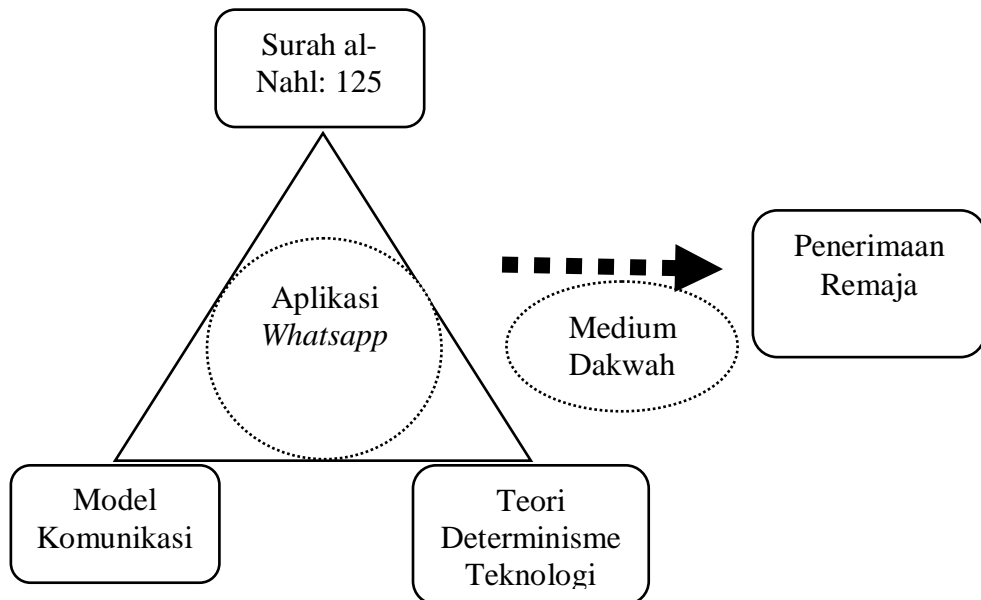 Surah al-
Nahl: 125
Aplikasi
Whatsapp
Medium
Dakwah
Penerimaan
Remaja
Model
Komunikasi
Teori
Determinisme
Teknologi